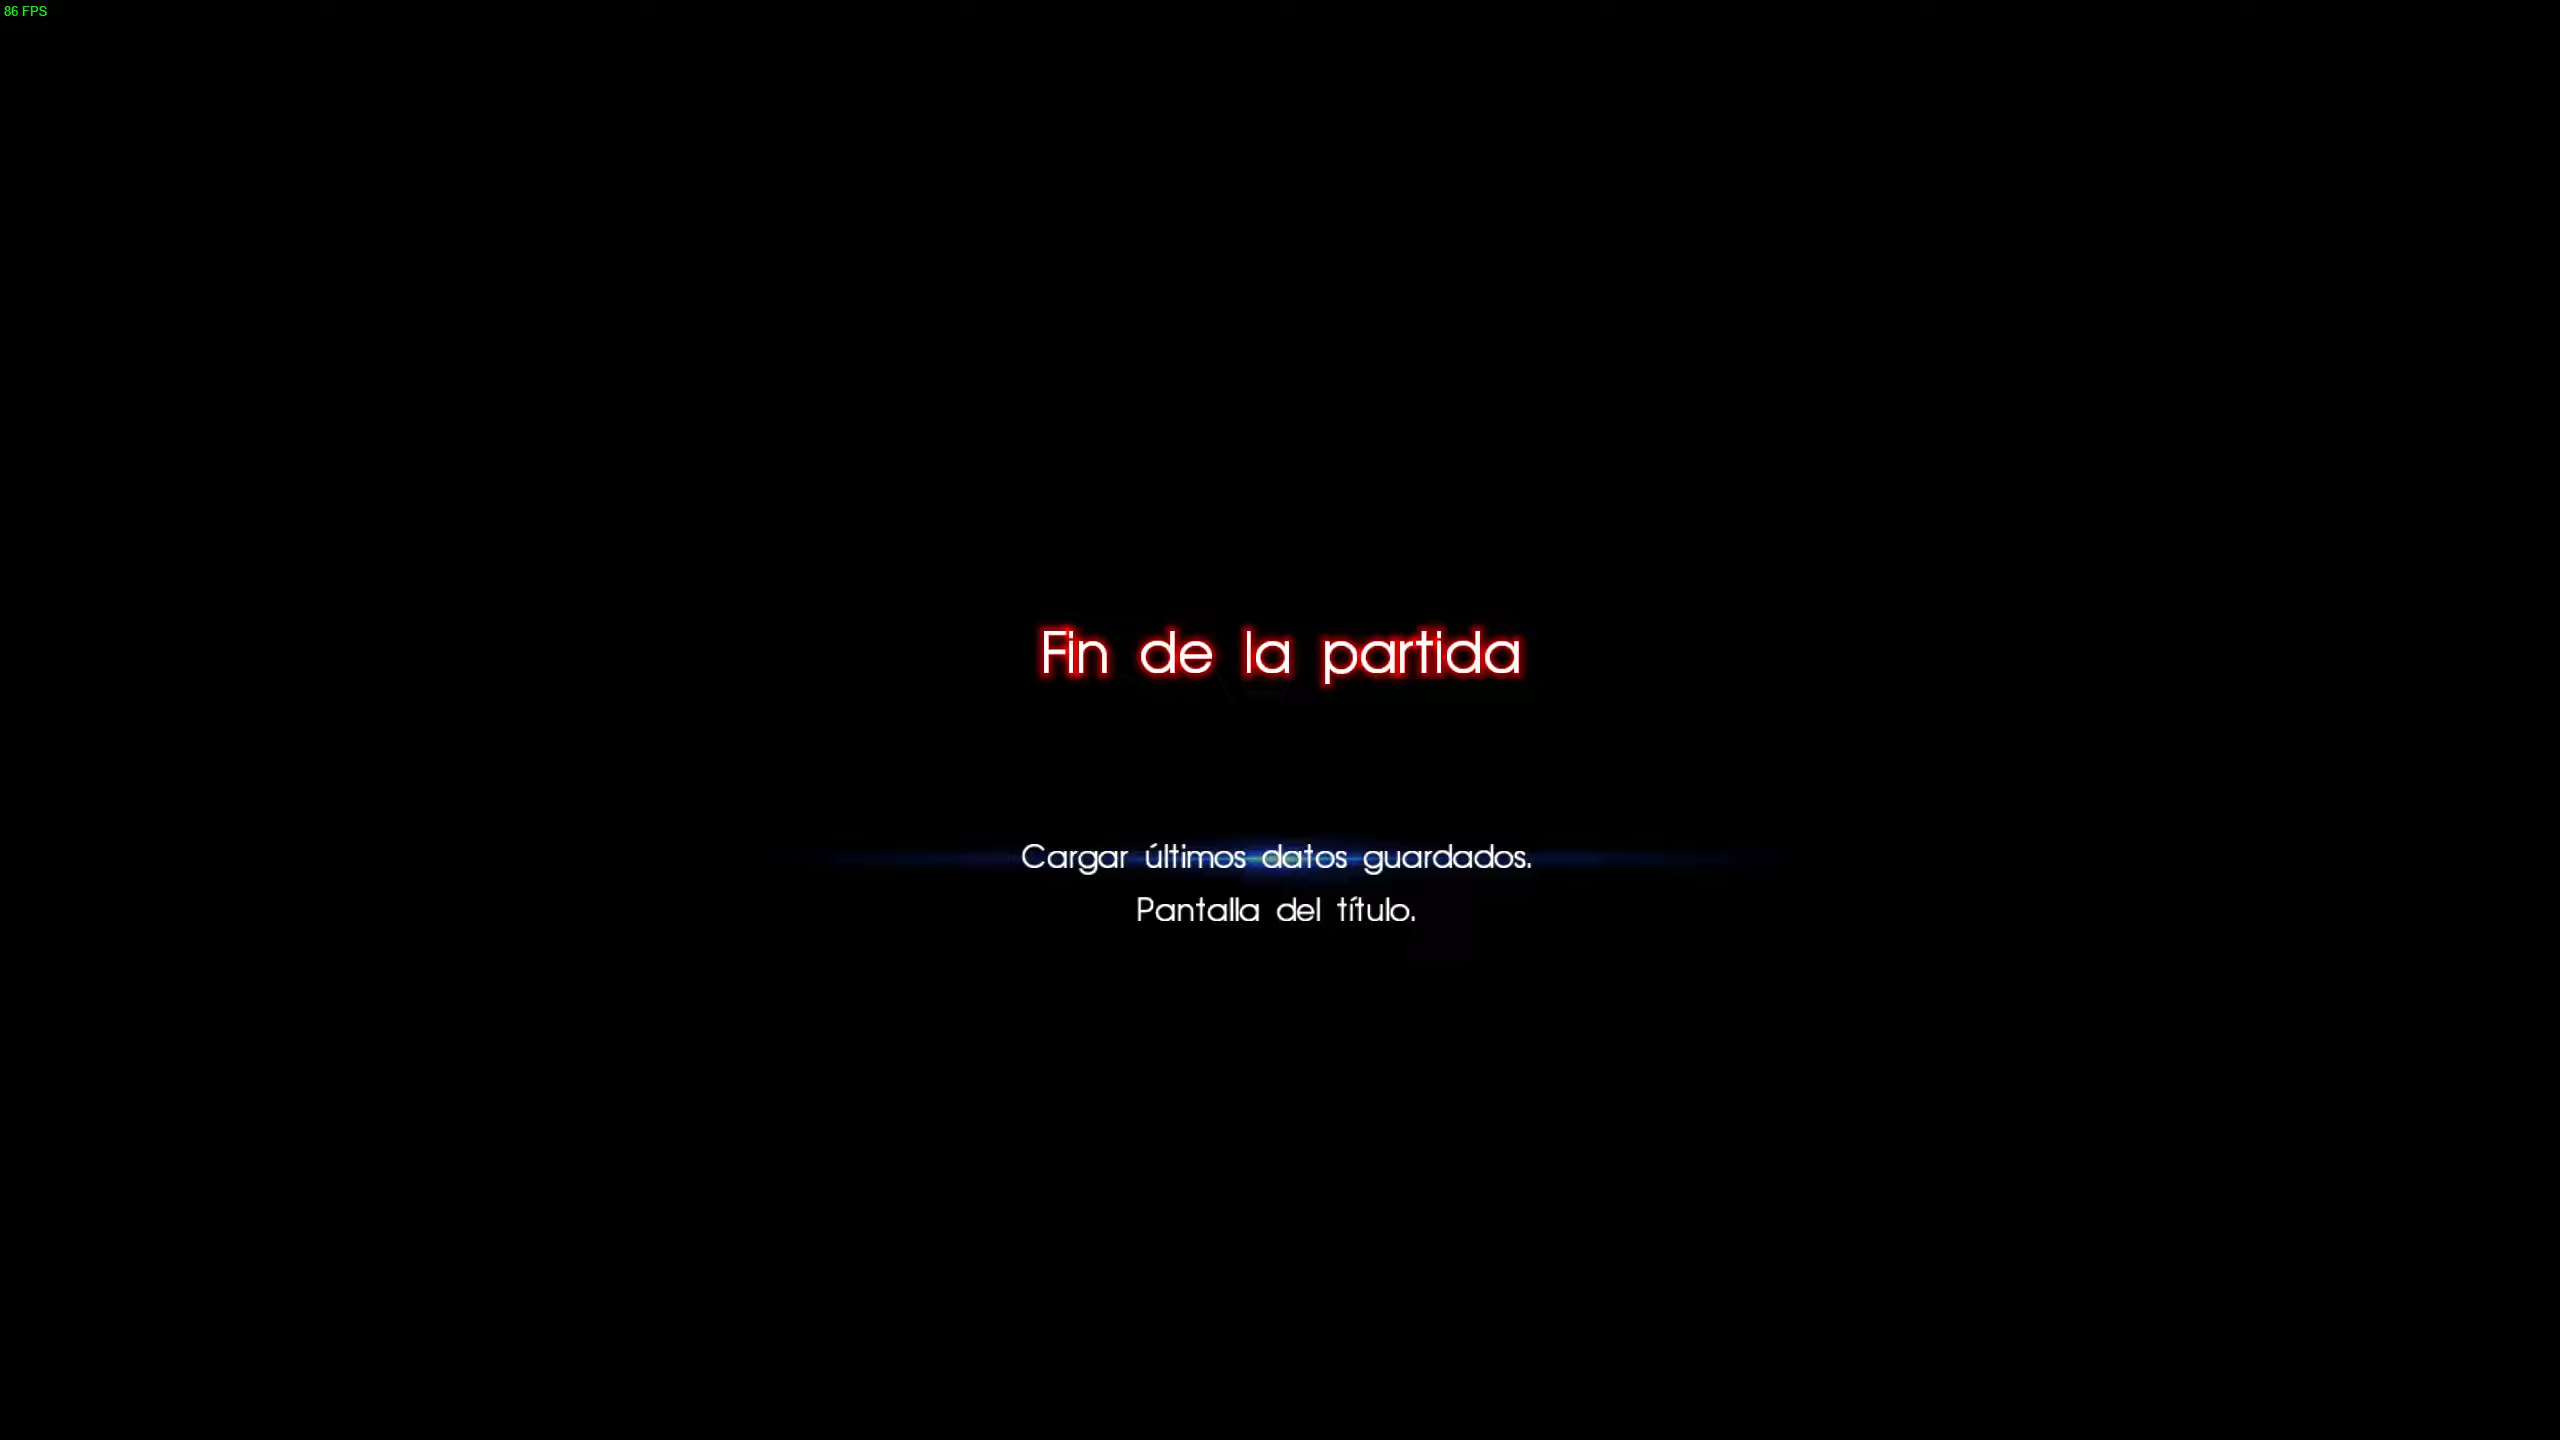 86 FPS
Fin de la partida
Cargar últimos datos guardados.
Pantalla del título.